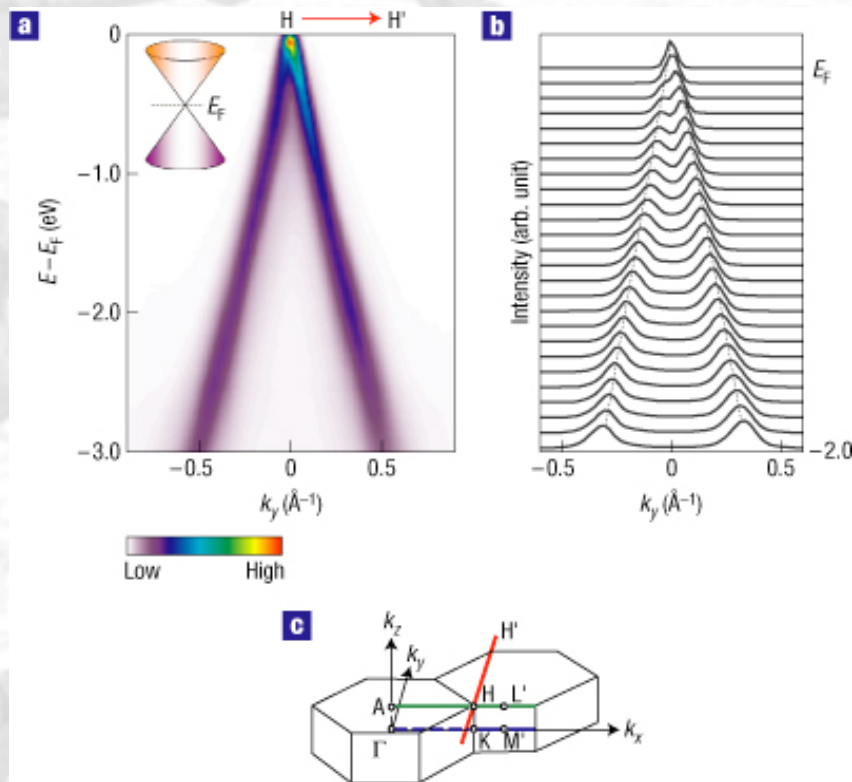 a
H
H'
0
−1.0
−2.0
−3.0
E − E_F (eV)
E_F
−0.5
0
0.5
k_y (Å⁻¹)
Low
High
b
E_F
Intensity (arb. unit)
−2.0
−0.5
0
0.5
k_y (Å⁻¹)
c
k_z
k_y
H'
A
H
L'
Γ
K
M'
k_x